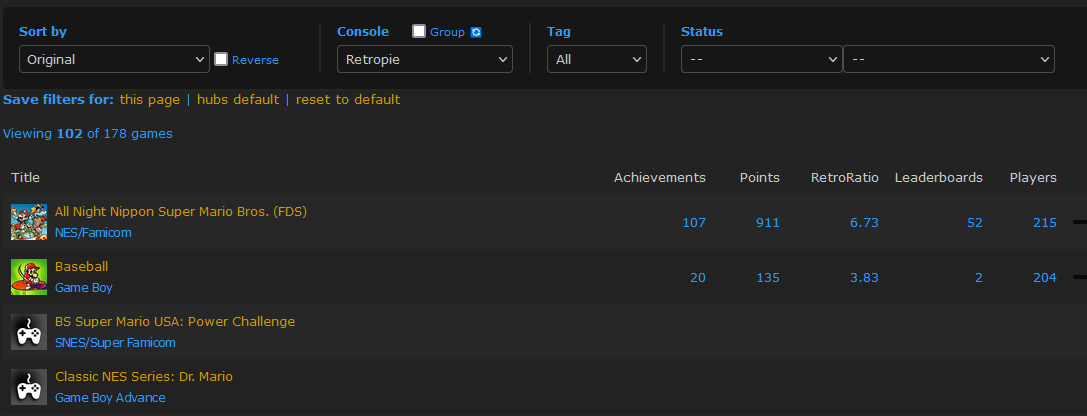 Sort by Console Group Tag Status
Original Reverse Retropie All -- --
Save filters for: this page | hubs default | reset to default
Viewing 102 of 178 games
Title Achievements Points RetroRatio Leaderboards Players
All Night Nippon Super Mario Bros. (FDS)
NES/Famicom
107 911 6.73 52 215
Baseball
Game Boy
20 135 3.83 2 204
BS Super Mario USA: Power Challenge
SNES/Super Famicom
Classic NES Series: Dr. Mario
Game Boy Advance